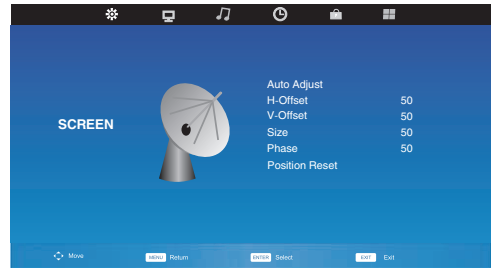 SCREEN
Auto Adjust
H-Offset 50
V-Offset 50
Size 50
Phase 50
Position Reset
Move MENU Return ENTER Select EXIT Exit